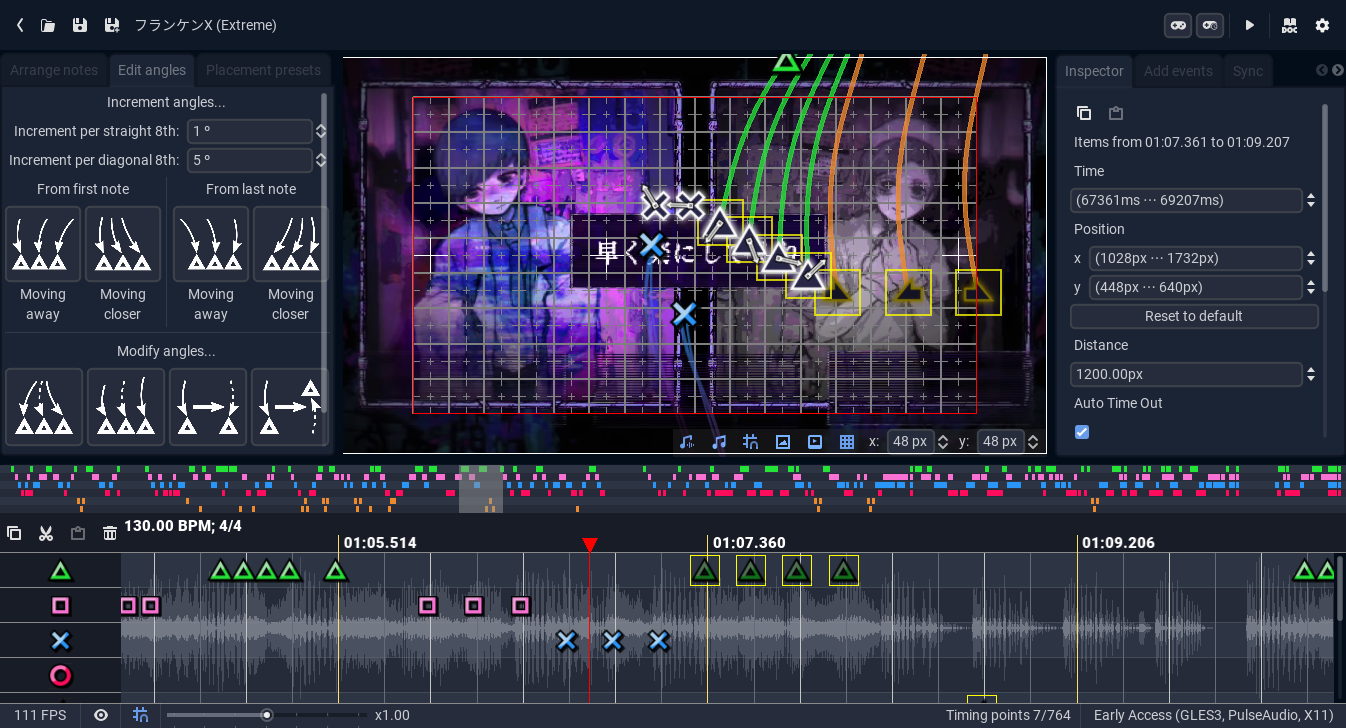 フランケンX (Extreme)
DOC
Arrange notes
Edit angles
Placement presets
Increment angles...
Increment per straight 8th:
1 º
Increment per diagonal 8th:
5 º
From first note
From last note
Moving away
Moving closer
Moving away
Moving closer
Modify angles...
早く楽にし
x:
48 px
y:
48 px
Inspector
Add events
Sync
Items from 01:07.361 to 01:09.207
Time
(67361ms ··· 69207ms)
Position
x
(1028px ··· 1732px)
y
(448px ··· 640px)
Reset to default
Distance
1200.00px
Auto Time Out
130.00 BPM; 4/4
01:05.514
01:07.360
01:09.206
111 FPS
x1.00
Timing points 7/764
Early Access (GLES3, PulseAudio, X11)